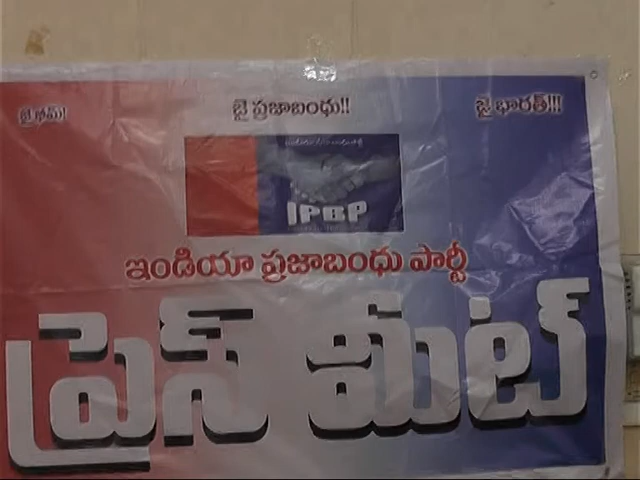 జై భీమ్! జై ప్రజాబంధు!! జై భారత్!!!
IPBP
ఇండియా ప్రజాబంధు పార్టీ
ప్రెస్ మీట్